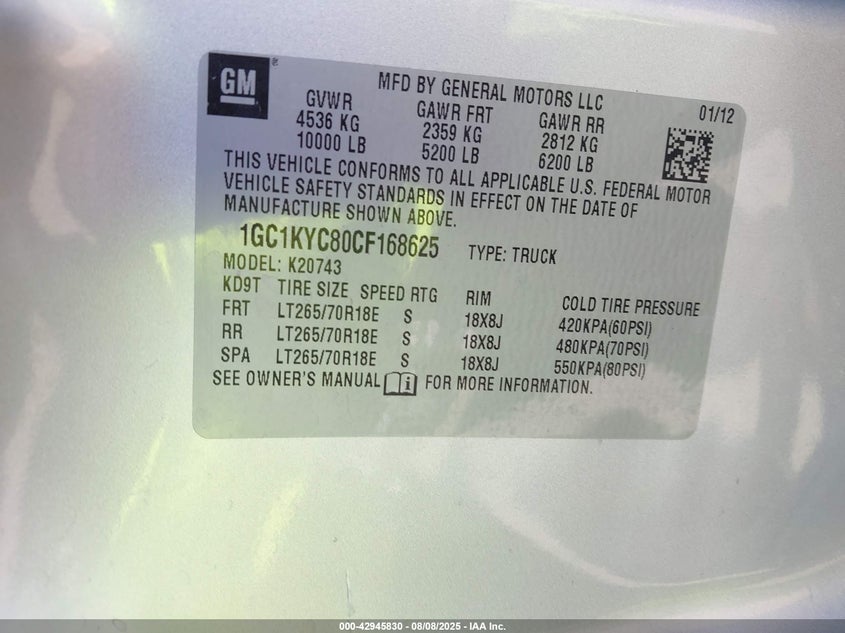 GM ®
MFD BY GENERAL MOTORS LLC
01/12
GVWR GAWR FRT GAWR RR
4536 KG 2359 KG 2812 KG
10000 LB 5200 LB 6200 LB
THIS VEHICLE CONFORMS TO ALL APPLICABLE U.S. FEDERAL MOTOR
VEHICLE SAFETY STANDARDS IN EFFECT ON THE DATE OF
MANUFACTURE SHOWN ABOVE.
1GC1KYC80CF168625 TYPE: TRUCK
MODEL: K20743
KD9T TIRE SIZE SPEED RTG RIM COLD TIRE PRESSURE
FRT LT265/70R18E S 18X8J 420KPA(60PSI)
RR LT265/70R18E S 18X8J 480KPA(70PSI)
SPA LT265/70R18E S 18X8J 550KPA(80PSI)
SEE OWNER'S MANUAL FOR MORE INFORMATION.
000-42945830 - 08/08/2025 - IAA Inc.